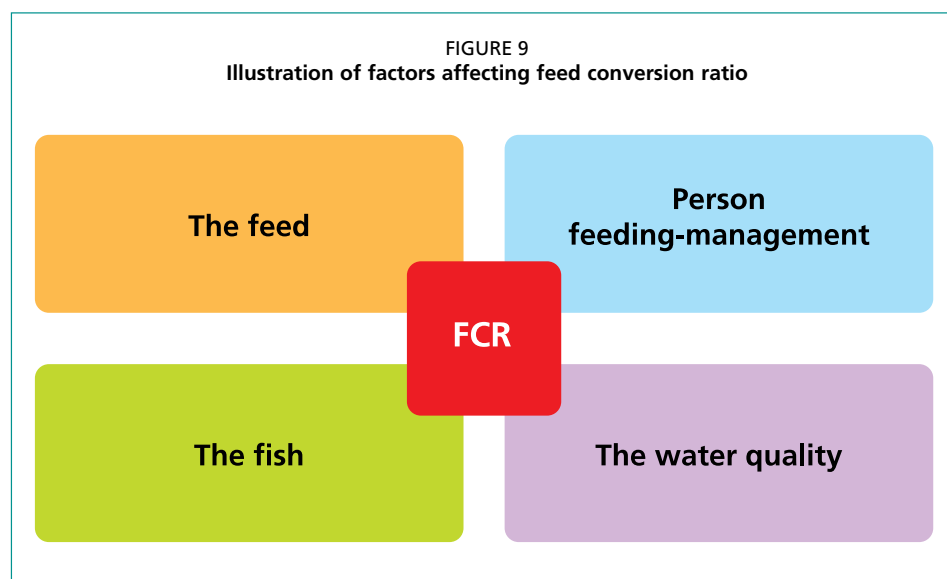 FIGURE 9
Illustration of factors affecting feed conversion ratio
The feed
Person
feeding-management
FCR
The fish
The water quality